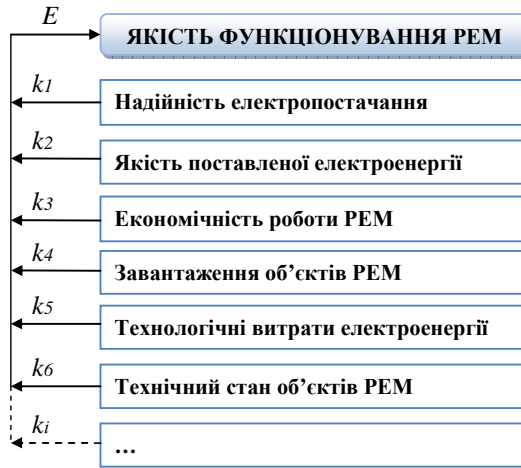 E
ЯКІСТЬ ФУНКЦІОНУВАННЯ РЕМ
k1
Надійність електропостачання
k2
Якість поставленої електроенергії
k3
Економічність роботи РЕМ
k4
Завантаження об’єктів РЕМ
k5
Технологічні витрати електроенергії
k6
Технічний стан об’єктів РЕМ
ki
…